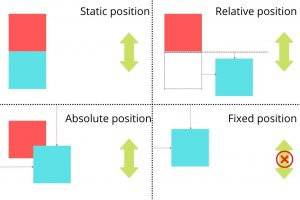 Static position
Relative position
Absolute position
Fixed position